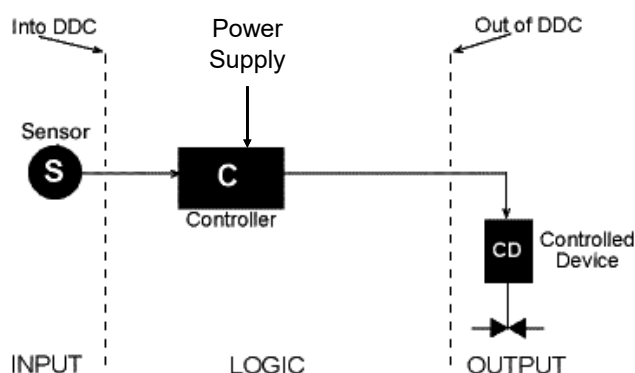 Into DDC
Power
Supply
Out of DDC
Sensor
S
C
Controller
CD
Controlled
Device
INPUT
LOGIC
OUTPUT